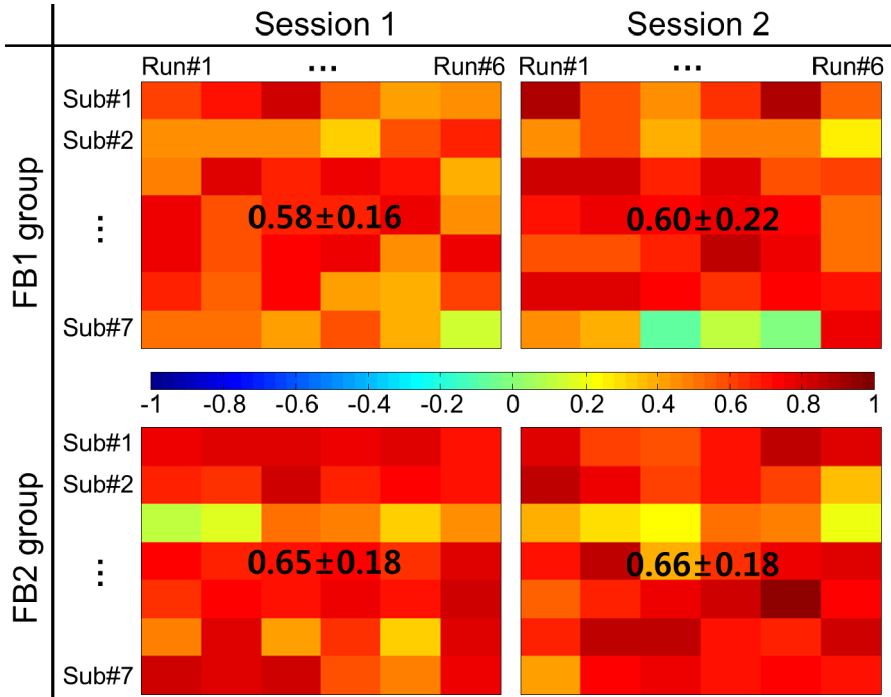 Session 1 Session 2
Run#1 ... Run#6 Run#1 ... Run#6
FB1 group
Sub#1
Sub#2
...
Sub#7
0.58±0.16 0.60±0.22
-1 -0.8 -0.6 -0.4 -0.2 0 0.2 0.4 0.6 0.8 1
FB2 group
Sub#1
Sub#2
...
Sub#7
0.65±0.18 0.66±0.18